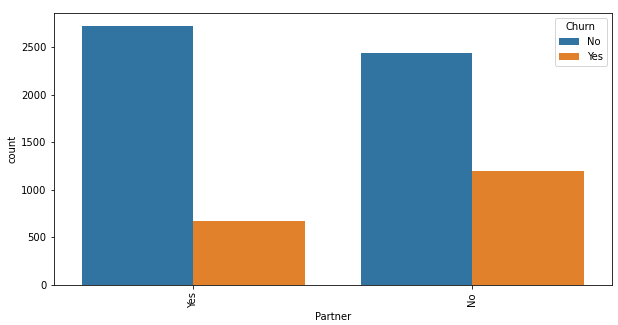 Churn
No
Yes
2500
2000
1500
1000
500
0
count
Yes
No
Partner